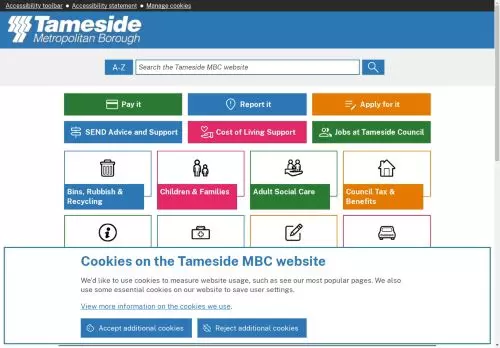 Accessibility toolbar ● Accessibility statement ● Manage cookies
Tameside
Metropolitan Borough
A-Z
Search the Tameside MBC website
Pay it
Report it
Apply for it
SEND Advice and Support
Cost of Living Support
Jobs at Tameside Council
Bins, Rubbish &
Recycling
Children & Families
Adult Social Care
Council Tax &
Benefits
Cookies on the Tameside MBC website
We'd like to use cookies to measure website usage, such as see our most popular pages. We also
use some essential cookies on our website to save user settings.
View more information on the cookies we use.
Accept additional cookies
Reject additional cookies